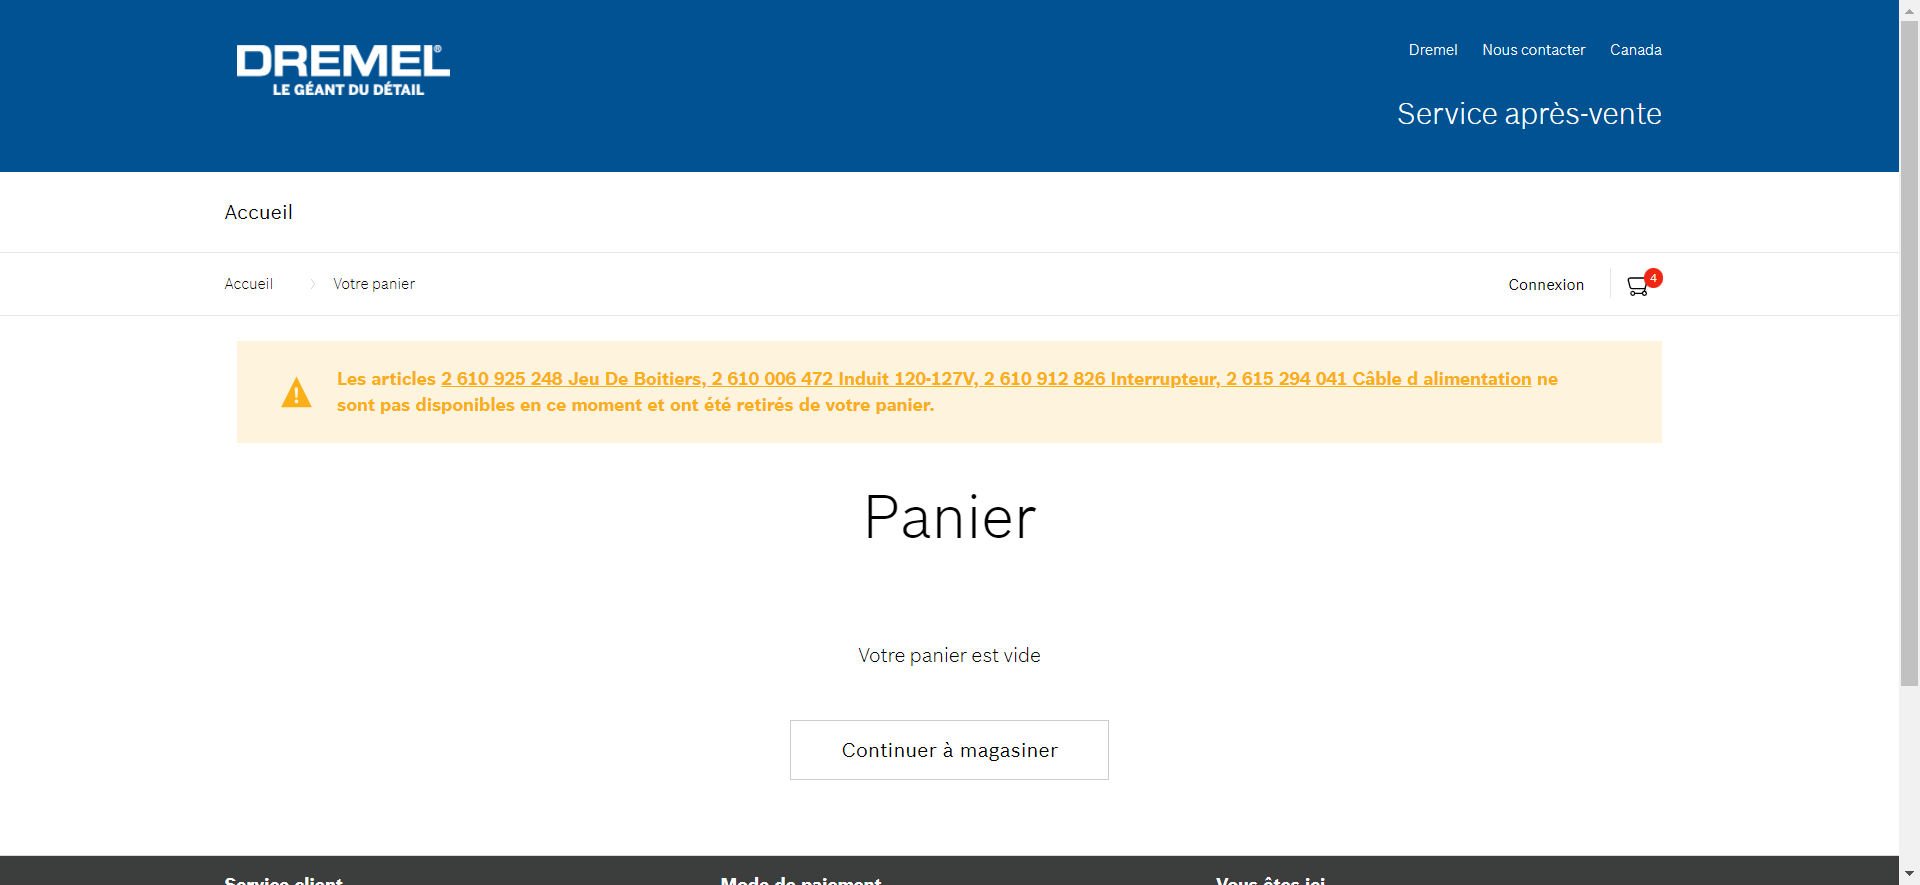 DREMEL®
LE GÉANT DU DÉTAIL
Dremel Nous contacter Canada
Service après-vente
Accueil
Accueil Votre panier
Connexion 4
Les articles 2 610 925 248 Jeu De Boitiers, 2 610 006 472 Induit 120-127V, 2 610 912 826 Interrupteur, 2 615 294 041 Câble d alimentation ne
sont pas disponibles en ce moment et ont été retirés de votre panier.
Panier
Votre panier est vide
Continuer à magasiner
Service client Mode de paiement Vous êtes ici